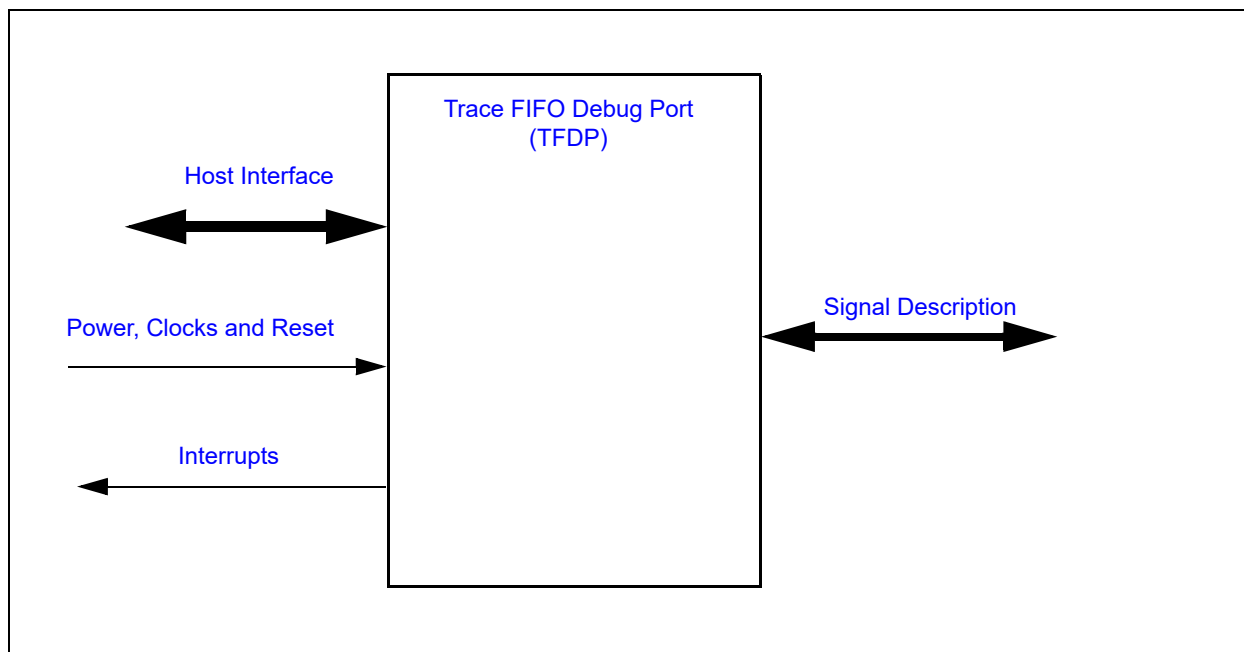 Trace FIFO Debug Port
(TFDP)
Host Interface
Signal Description
Power, Clocks and Reset
Interrupts